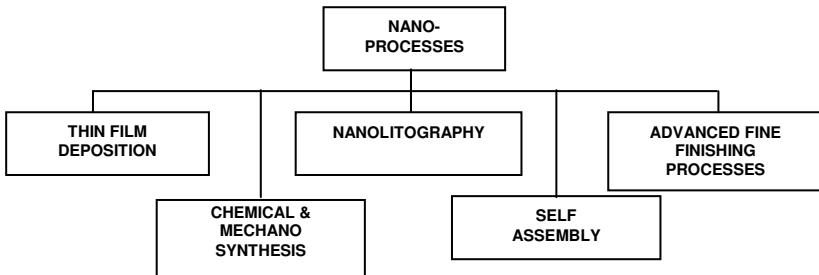 NANO-
PROCESSES
THIN FILM
DEPOSITION
NANOLITOGRAPHY
ADVANCED FINE
FINISHING
PROCESSES
CHEMICAL &
MECHANO
SYNTHESIS
SELF
ASSEMBLY